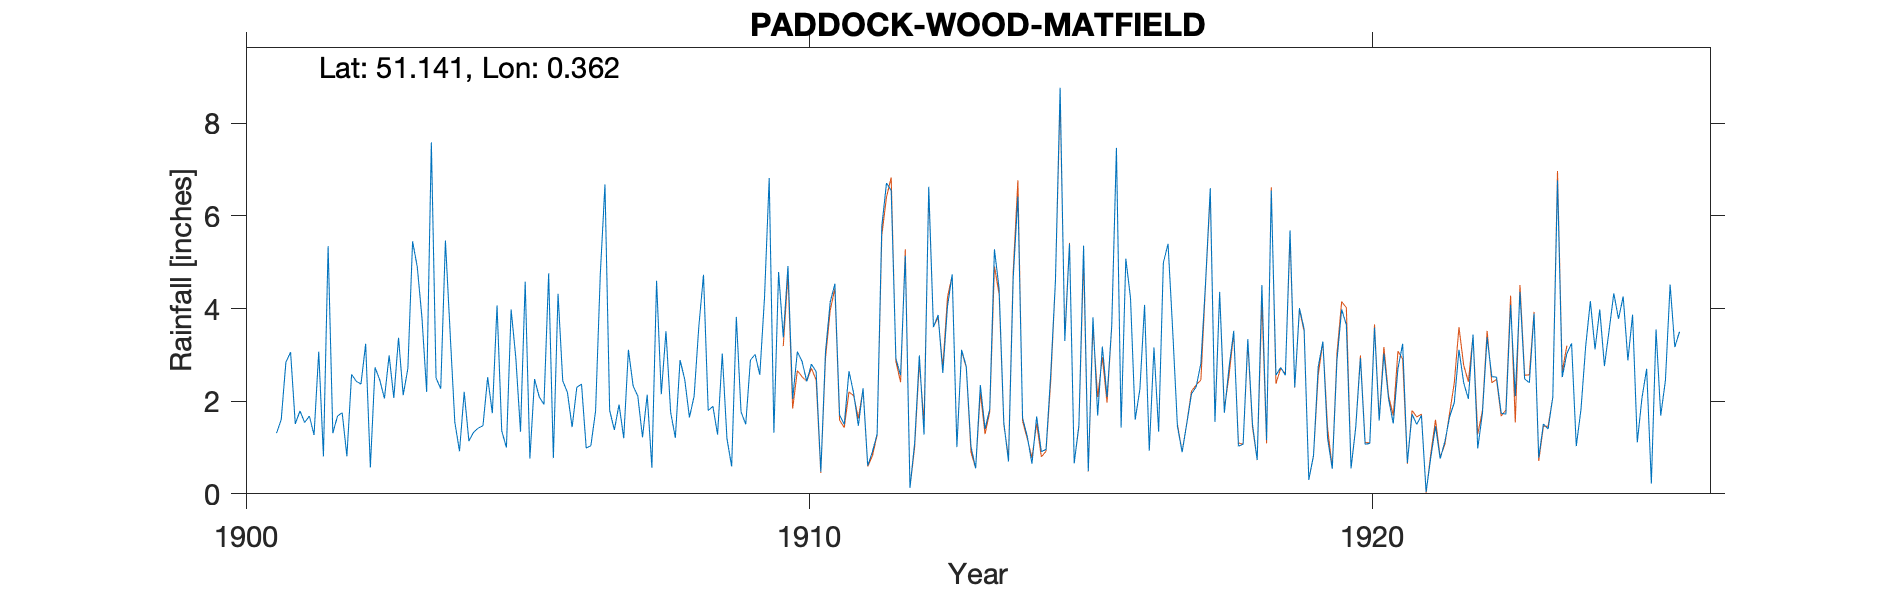 PADDOCK-WOOD-MATFIELD
Lat: 51.141, Lon: 0.362
Rainfall [inches]
8
6
4
2
0
1900 1910 1920
Year